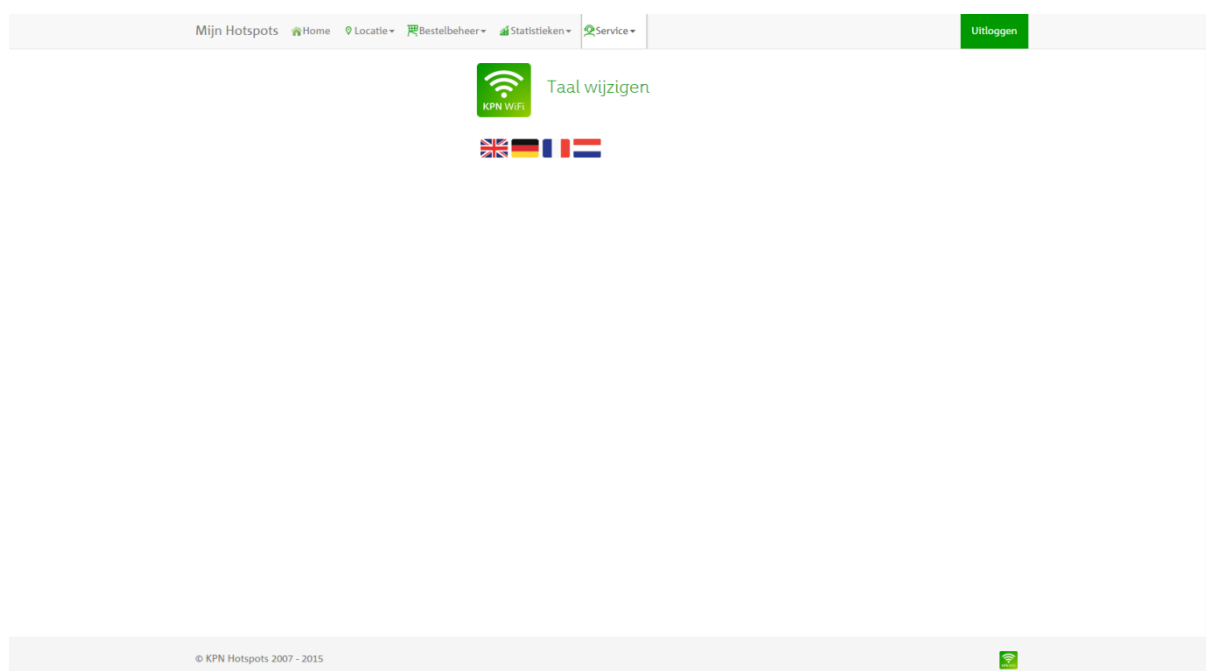 Mijn Hotspots Home Locatie Bestelbeheer Statistieken Service Uitloggen
KPN WiFi
Taal wijzigen
© KPN Hotspots 2007 - 2015